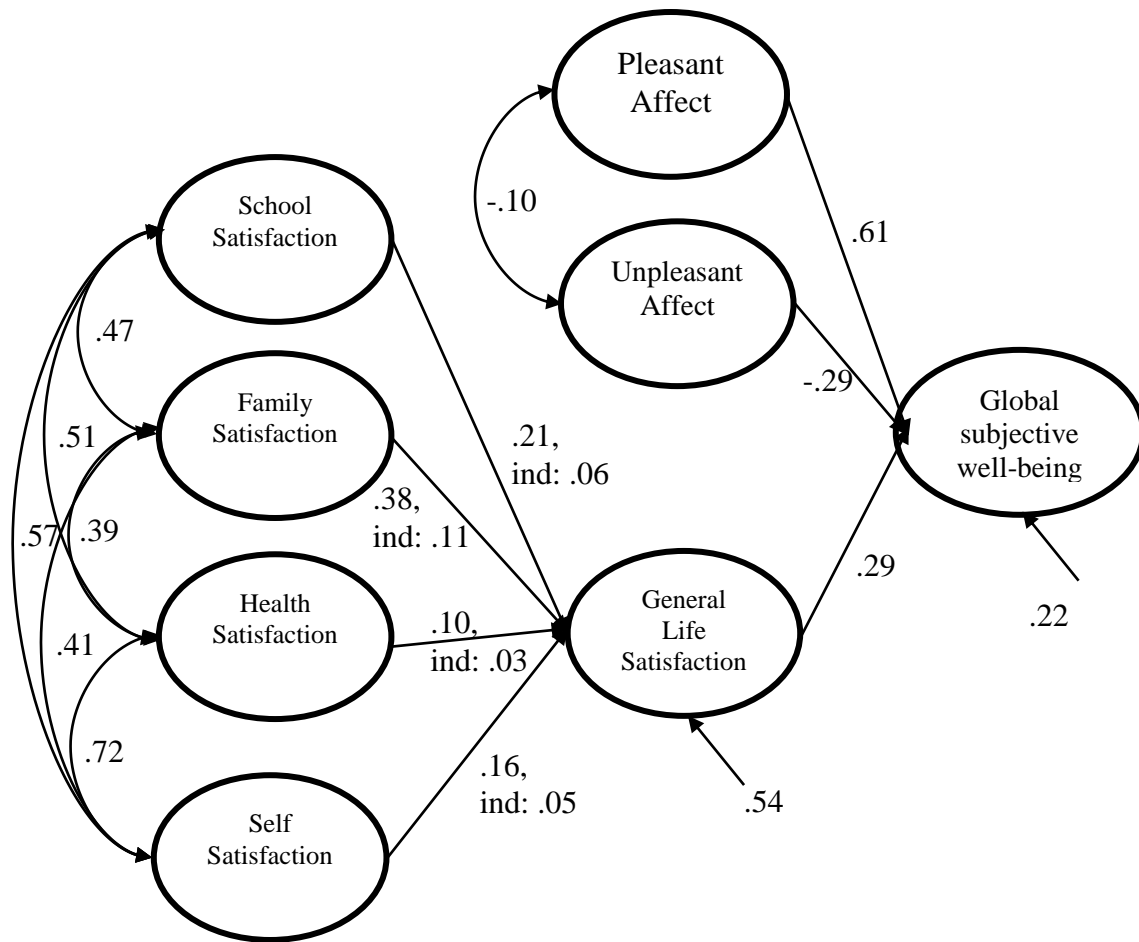 Pleasant
Affect
-.10
Unpleasant
Affect
.61
-.29
School
Satisfaction
.47
Family
Satisfaction
.51
.57
.39
.41
Health
Satisfaction
.72
Self
Satisfaction
.21,
ind: .06
.38,
ind: .11
.10,
ind: .03
.16,
ind: .05
General
Life
Satisfaction
.54
.29
Global
subjective
well-being
.22